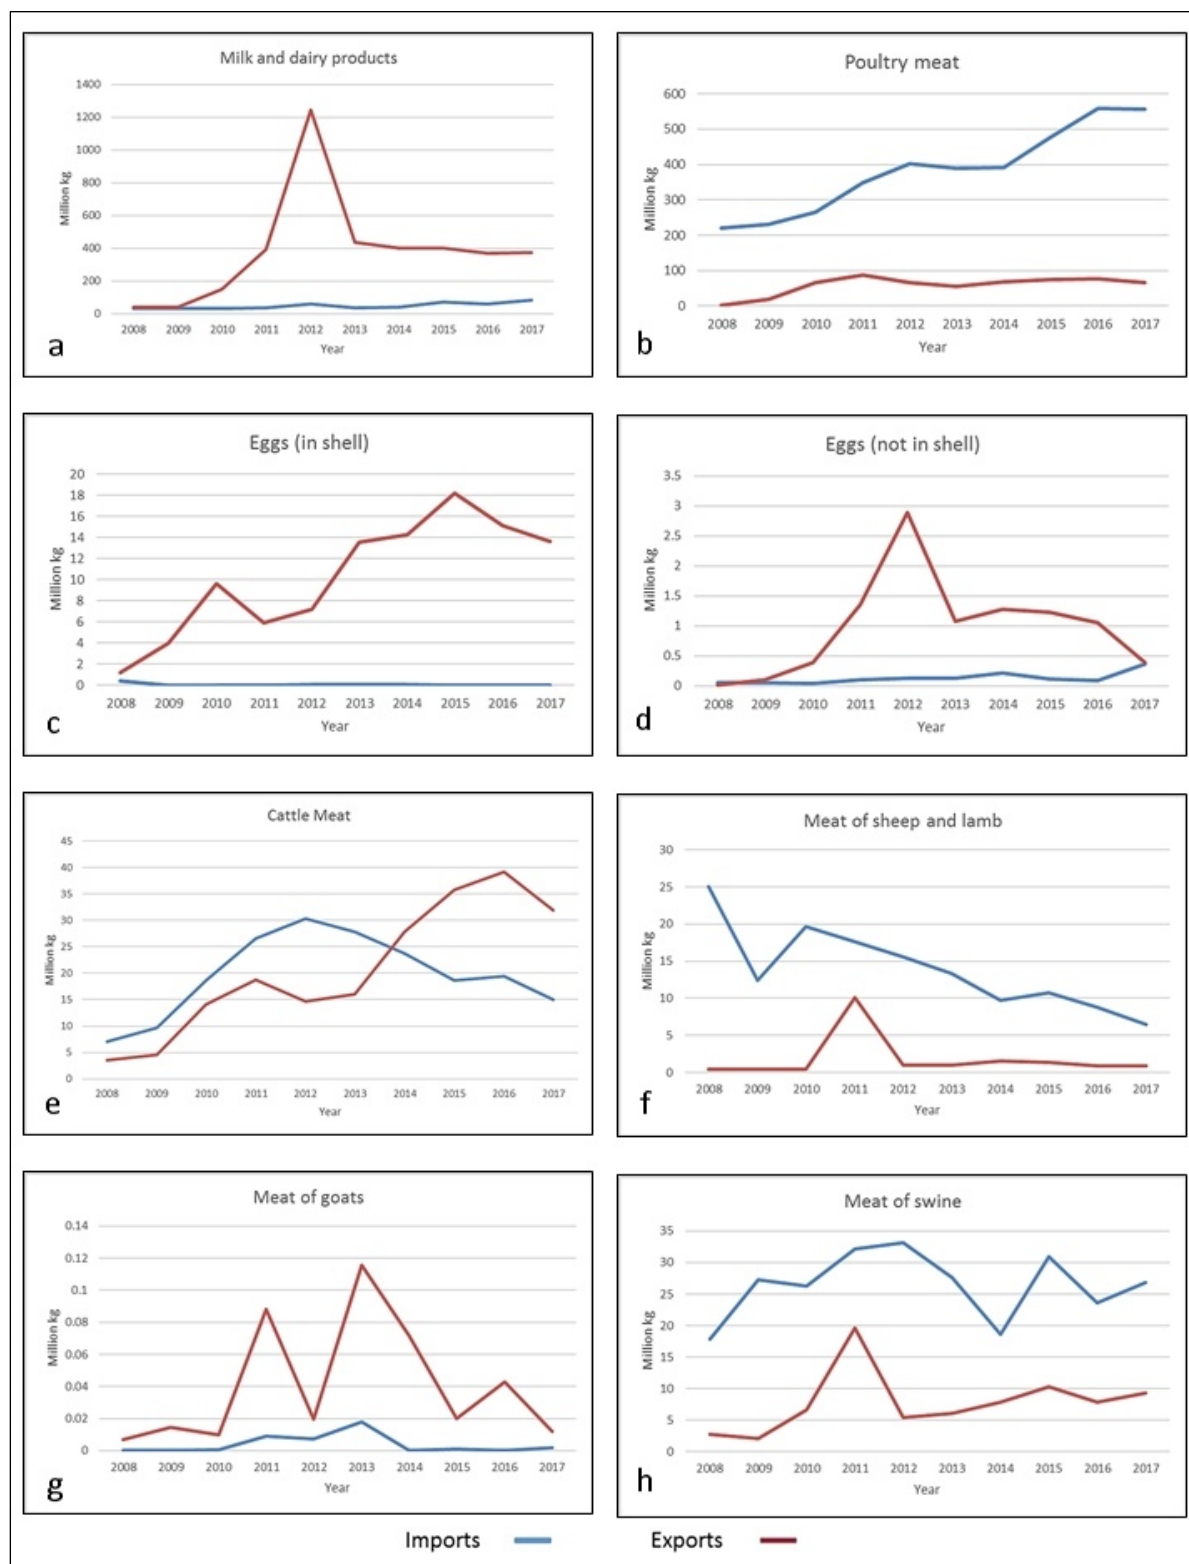 Milk and dairy products
Million kg
1400
1200
1000
800
600
400
200
0
2008 2009 2010 2011 2012 2013 2014 2015 2016 2017
Year
a
Poultry meat
Million kg
600
500
400
300
200
100
0
2008 2009 2010 2011 2012 2013 2014 2015 2016 2017
Year
b
Eggs (in shell)
Million kg
20
18
16
14
12
10
8
6
4
2
0
2008 2009 2010 2011 2012 2013 2014 2015 2016 2017
Year
c
Eggs (not in shell)
Million kg
3.5
3
2.5
2
1.5
1
0.5
0
2008 2009 2010 2011 2012 2013 2014 2015 2016 2017
Year
d
Cattle Meat
Million kg
45
40
35
30
25
20
15
10
5
0
2008 2009 2010 2011 2012 2013 2014 2015 2016 2017
Year
e
Meat of sheep and lamb
Million kg
30
25
20
15
10
5
0
2008 2009 2010 2011 2012 2013 2014 2015 2016 2017
Year
f
Meat of goats
Million kg
0.14
0.12
0.1
0.08
0.06
0.04
0.02
0
2008 2009 2010 2011 2012 2013 2014 2015 2016 2017
Year
g
Meat of swine
Million kg
35
30
25
20
15
10
5
0
2008 2009 2010 2011 2012 2013 2014 2015 2016 2017
Year
h
Imports Exports